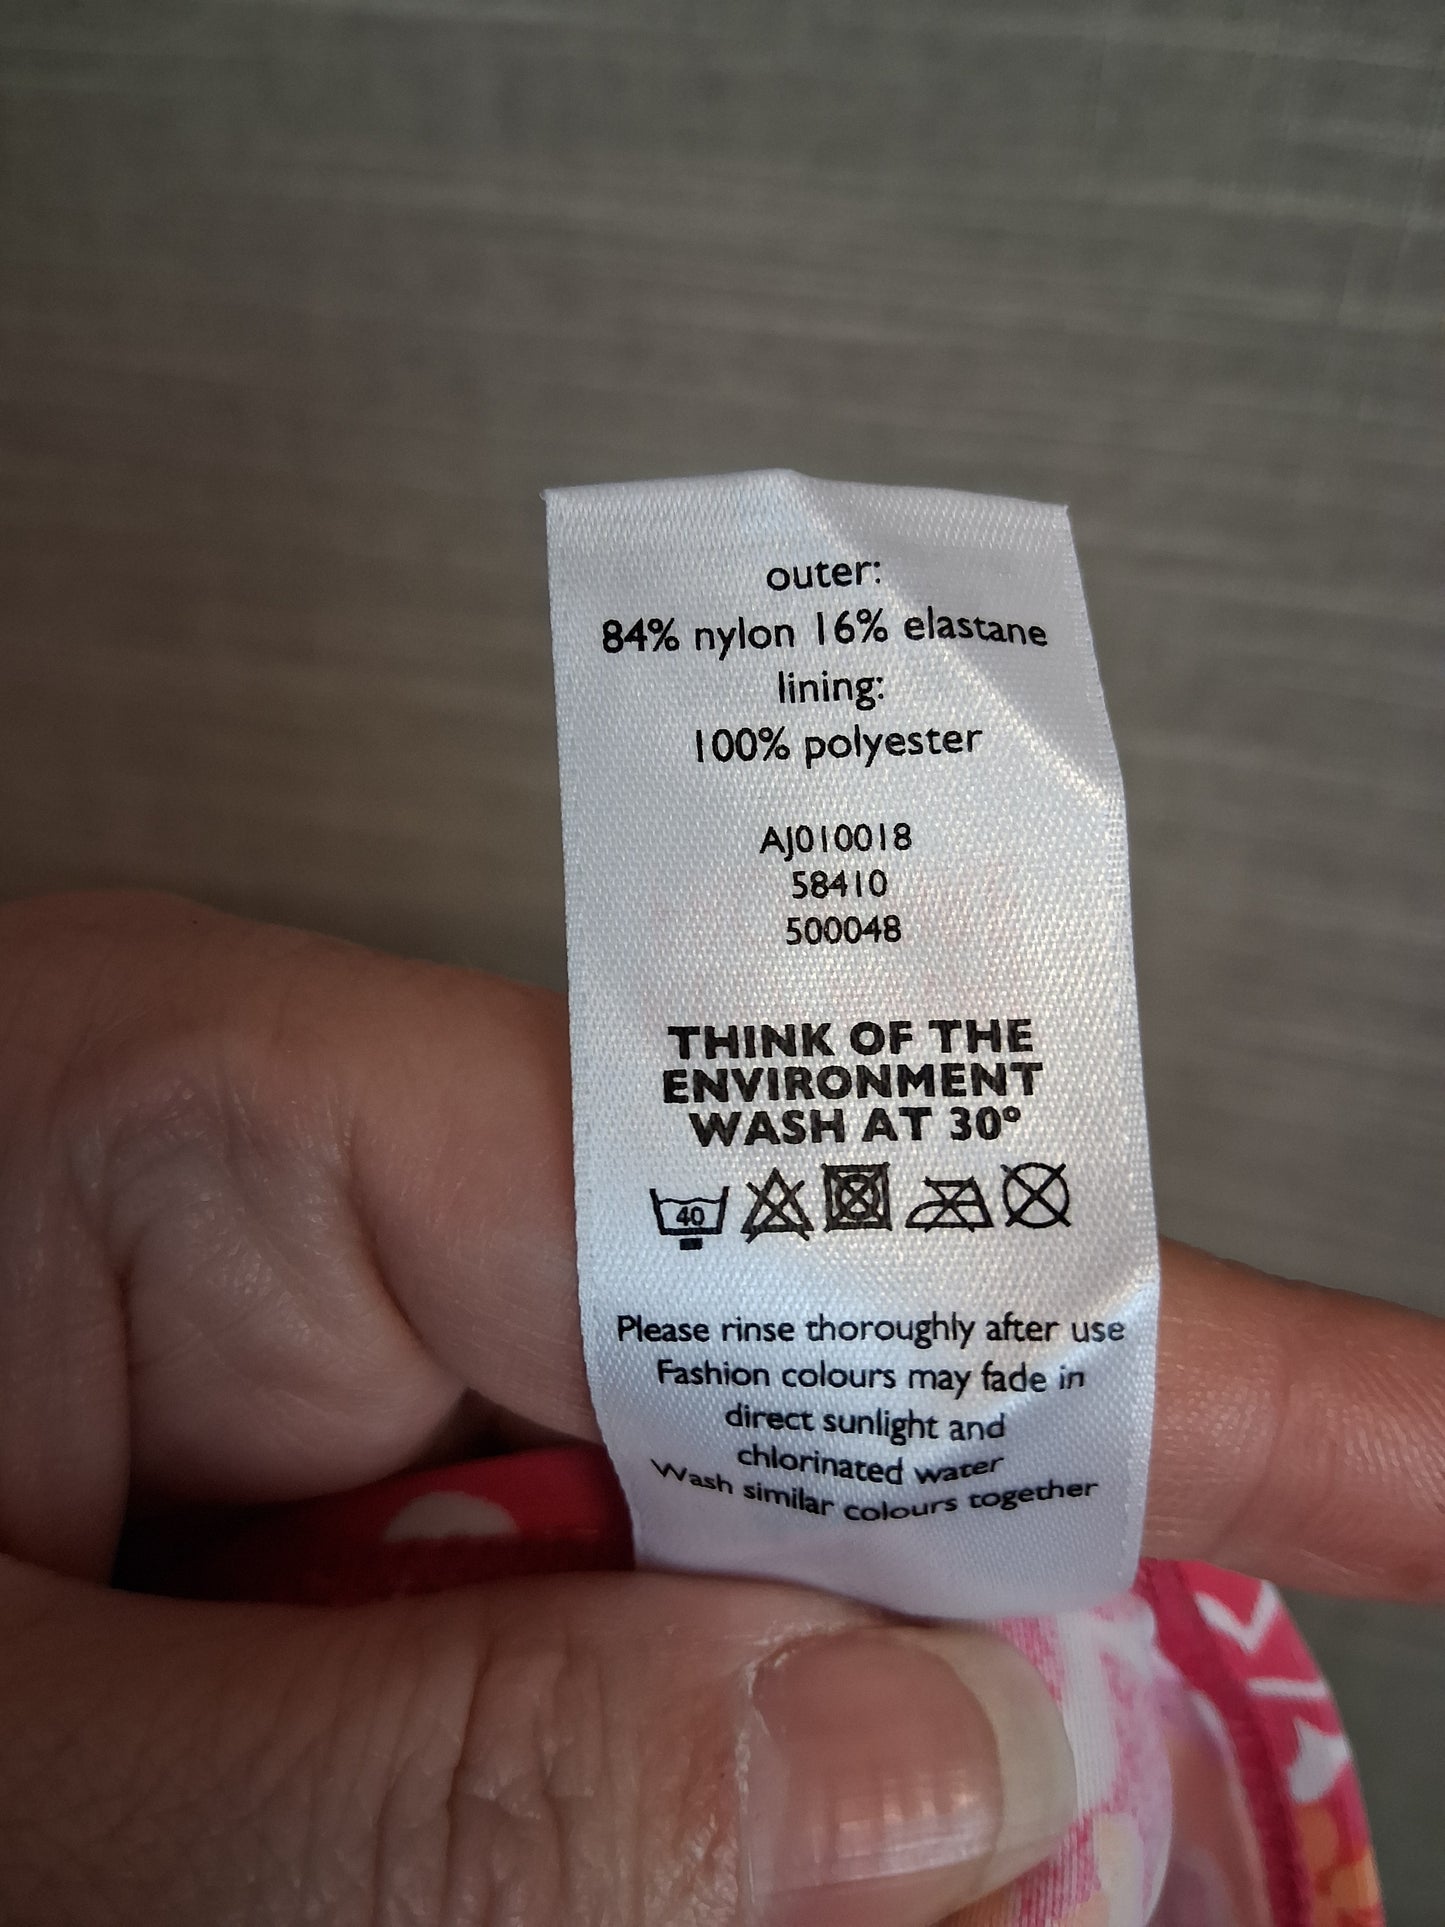 outer:
84% nylon 16% elastane
lining:
100% polyester
AJ010018
58410
500048
THINK OF THE
ENVIRONMENT
WASH AT 30°
40
Please rinse thoroughly after use
Fashion colours may fade in
direct sunlight and
chlorinated water
Wash similar colours together